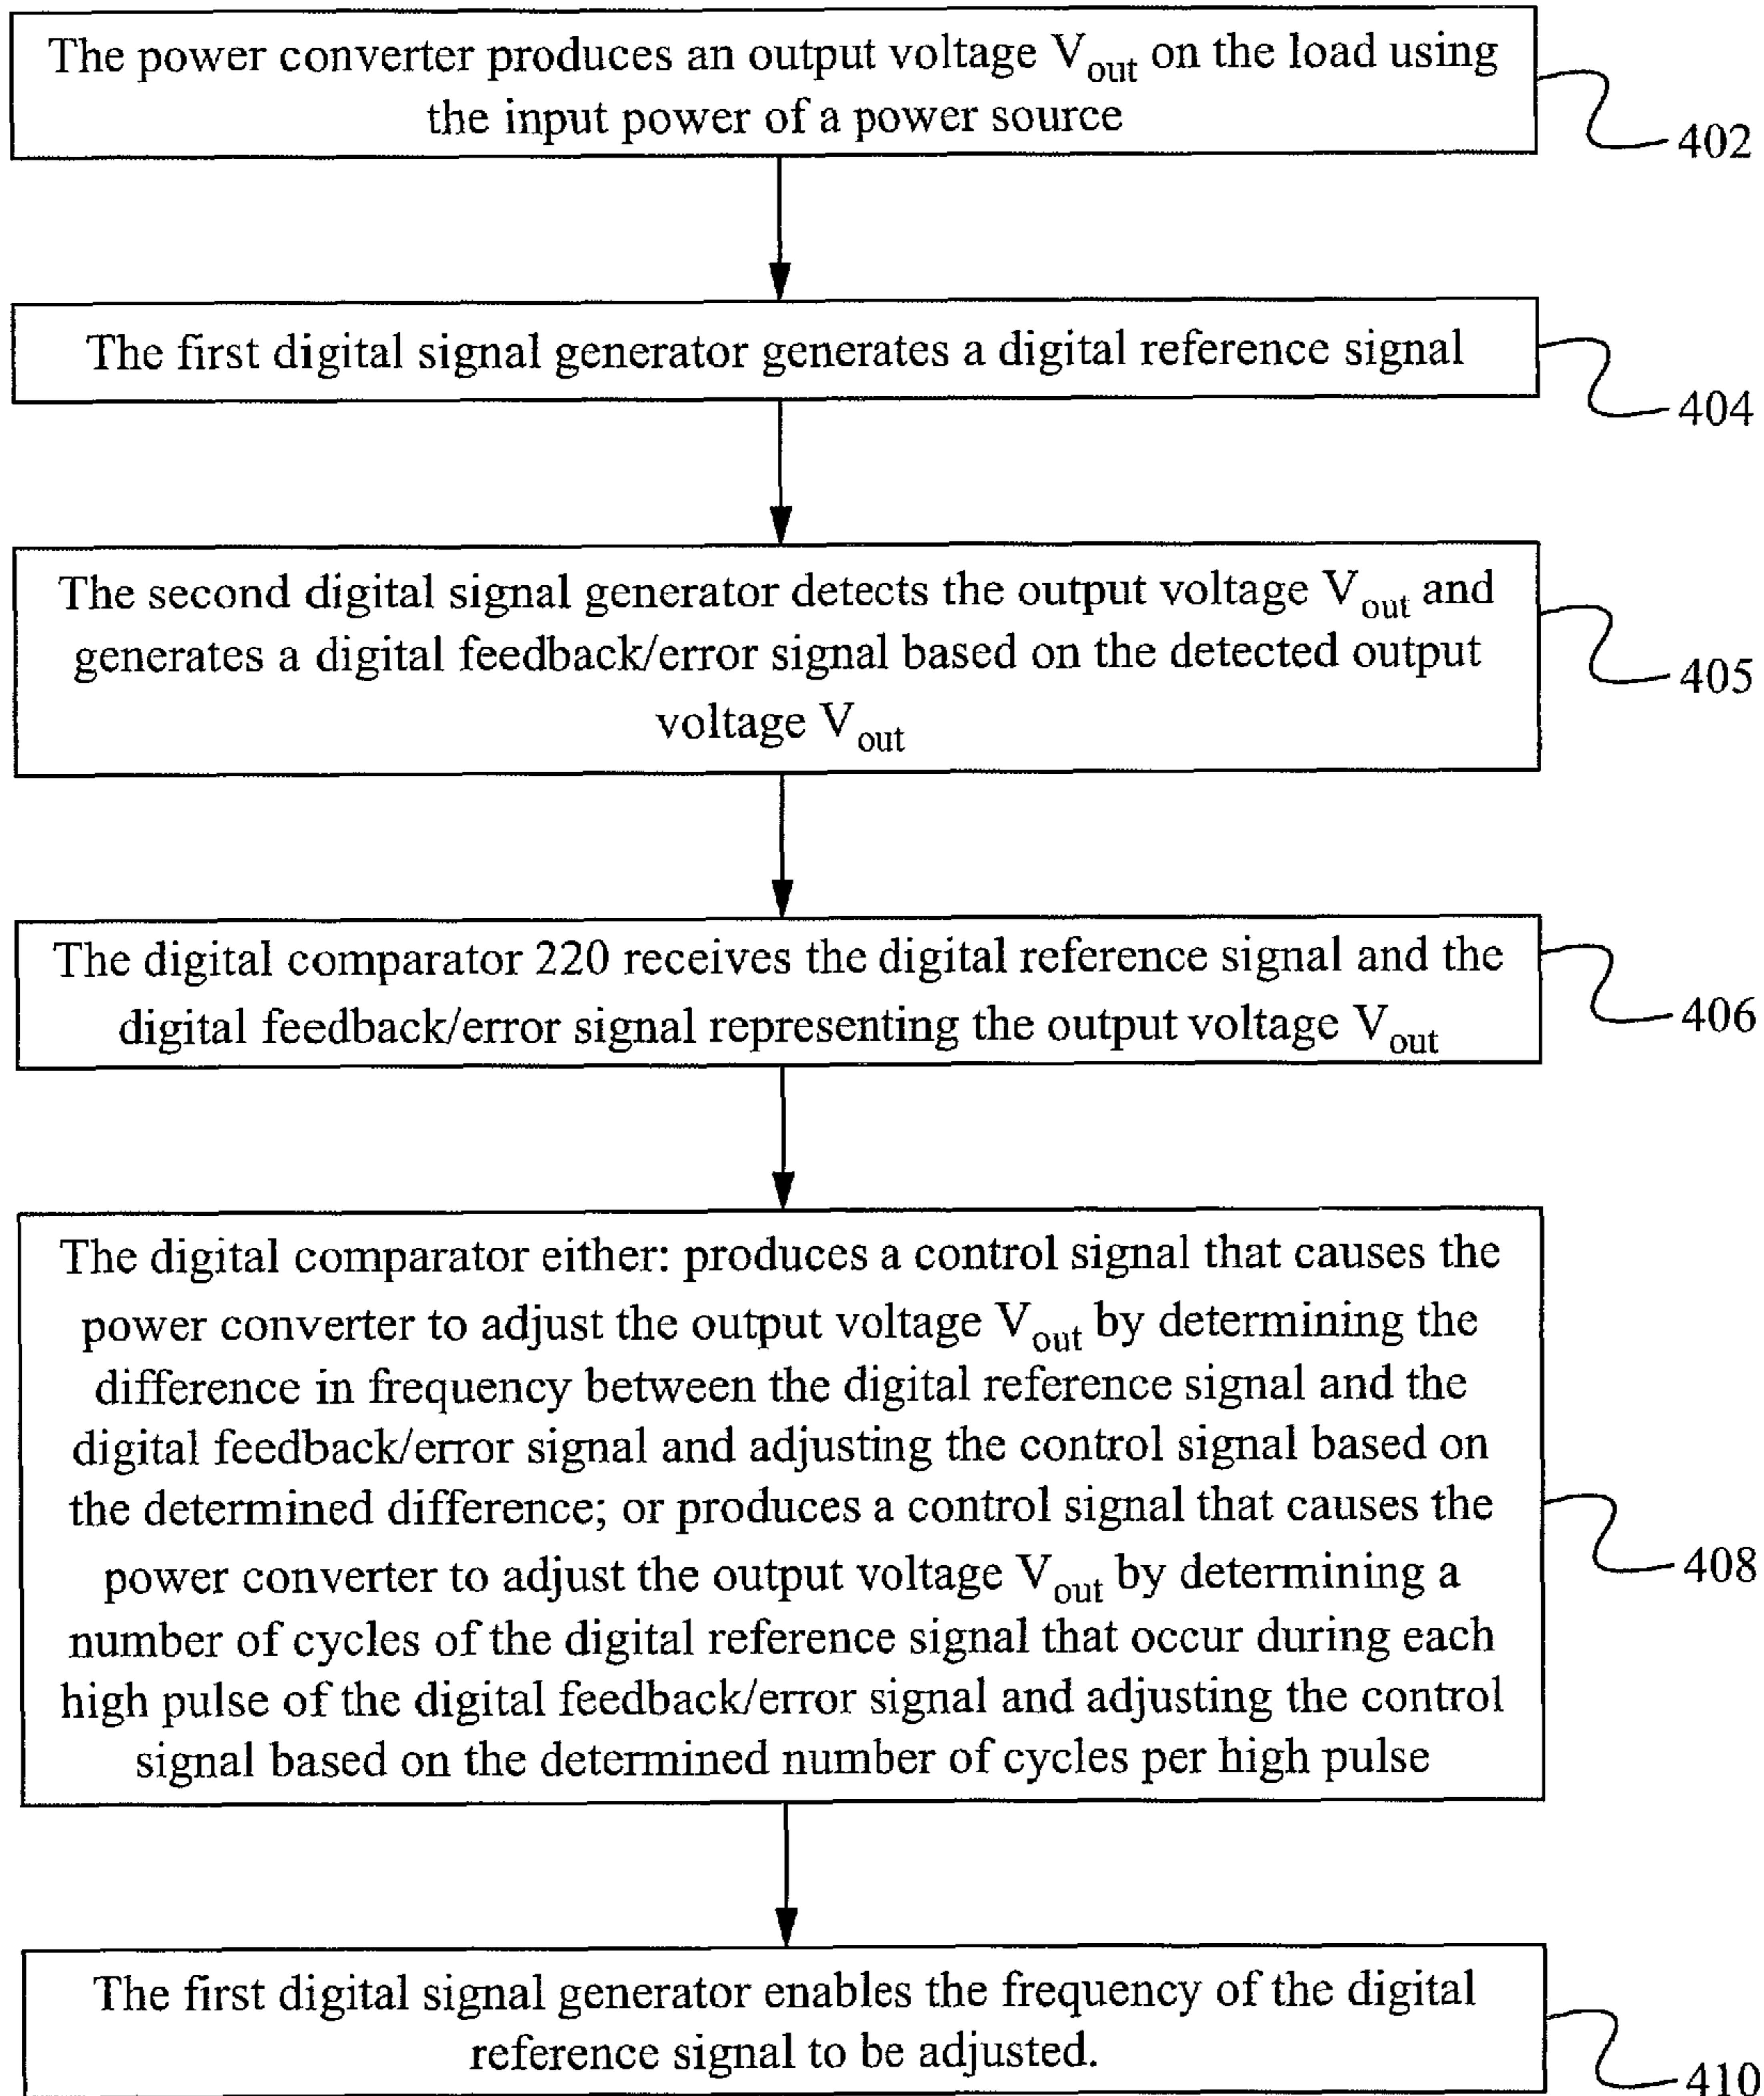 The power converter produces an output voltage Vout on the load using
the input power of a power source
402
The first digital signal generator generates a digital reference signal
404
The second digital signal generator detects the output voltage Vout and
generates a digital feedback/error signal based on the detected output
voltage Vout
405
The digital comparator 220 receives the digital reference signal and the
digital feedback/error signal representing the output voltage Vout
406
The digital comparator either: produces a control signal that causes the
power converter to adjust the output voltage Vout by determining the
difference in frequency between the digital reference signal and the
digital feedback/error signal and adjusting the control signal based on
the determined difference; or produces a control signal that causes the
power converter to adjust the output voltage Vout by determining a
number of cycles of the digital reference signal that occur during each
high pulse of the digital feedback/error signal and adjusting the control
signal based on the determined number of cycles per high pulse
408
The first digital signal generator enables the frequency of the digital
reference signal to be adjusted.
410